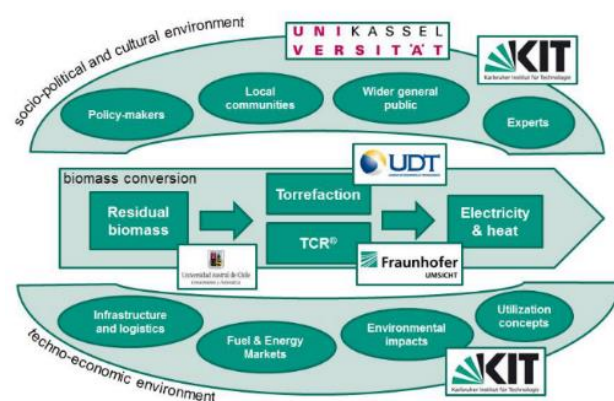 socio-political and cultural environment
UNIKASSEL
VERSITÄT
KIT
Karlsruher Institut für Technologie
Policy-makers
Local
communities
Wider general
public
Experts
biomass conversion
UDT
Residual
biomass
Torrefaction
TCR®
Electricity
& heat
Universidad Austral de Chile
Fraunhofer
UMSICHT
Infrastructure
and logistics
Fuel & Energy
Markets
Environmental
impacts
Utilization
concepts
techno-economic environment
KIT
Karlsruher Institut für Technologie